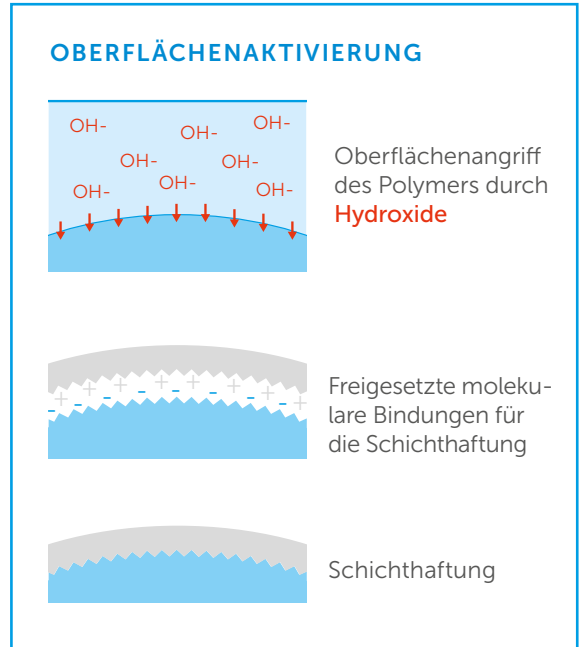 OBERFLÄCHENAKTIVIERUNG
OH-
OH-
OH-
OH-
OH-
OH-
OH-
OH-
Oberflächenangriff
des Polymers durch
Hydroxide
+ + + + + + + +
- - - - - - - - -
Freigesetzte moleku-
lare Bindungen für
die Schichthaftung
Schichthaftung